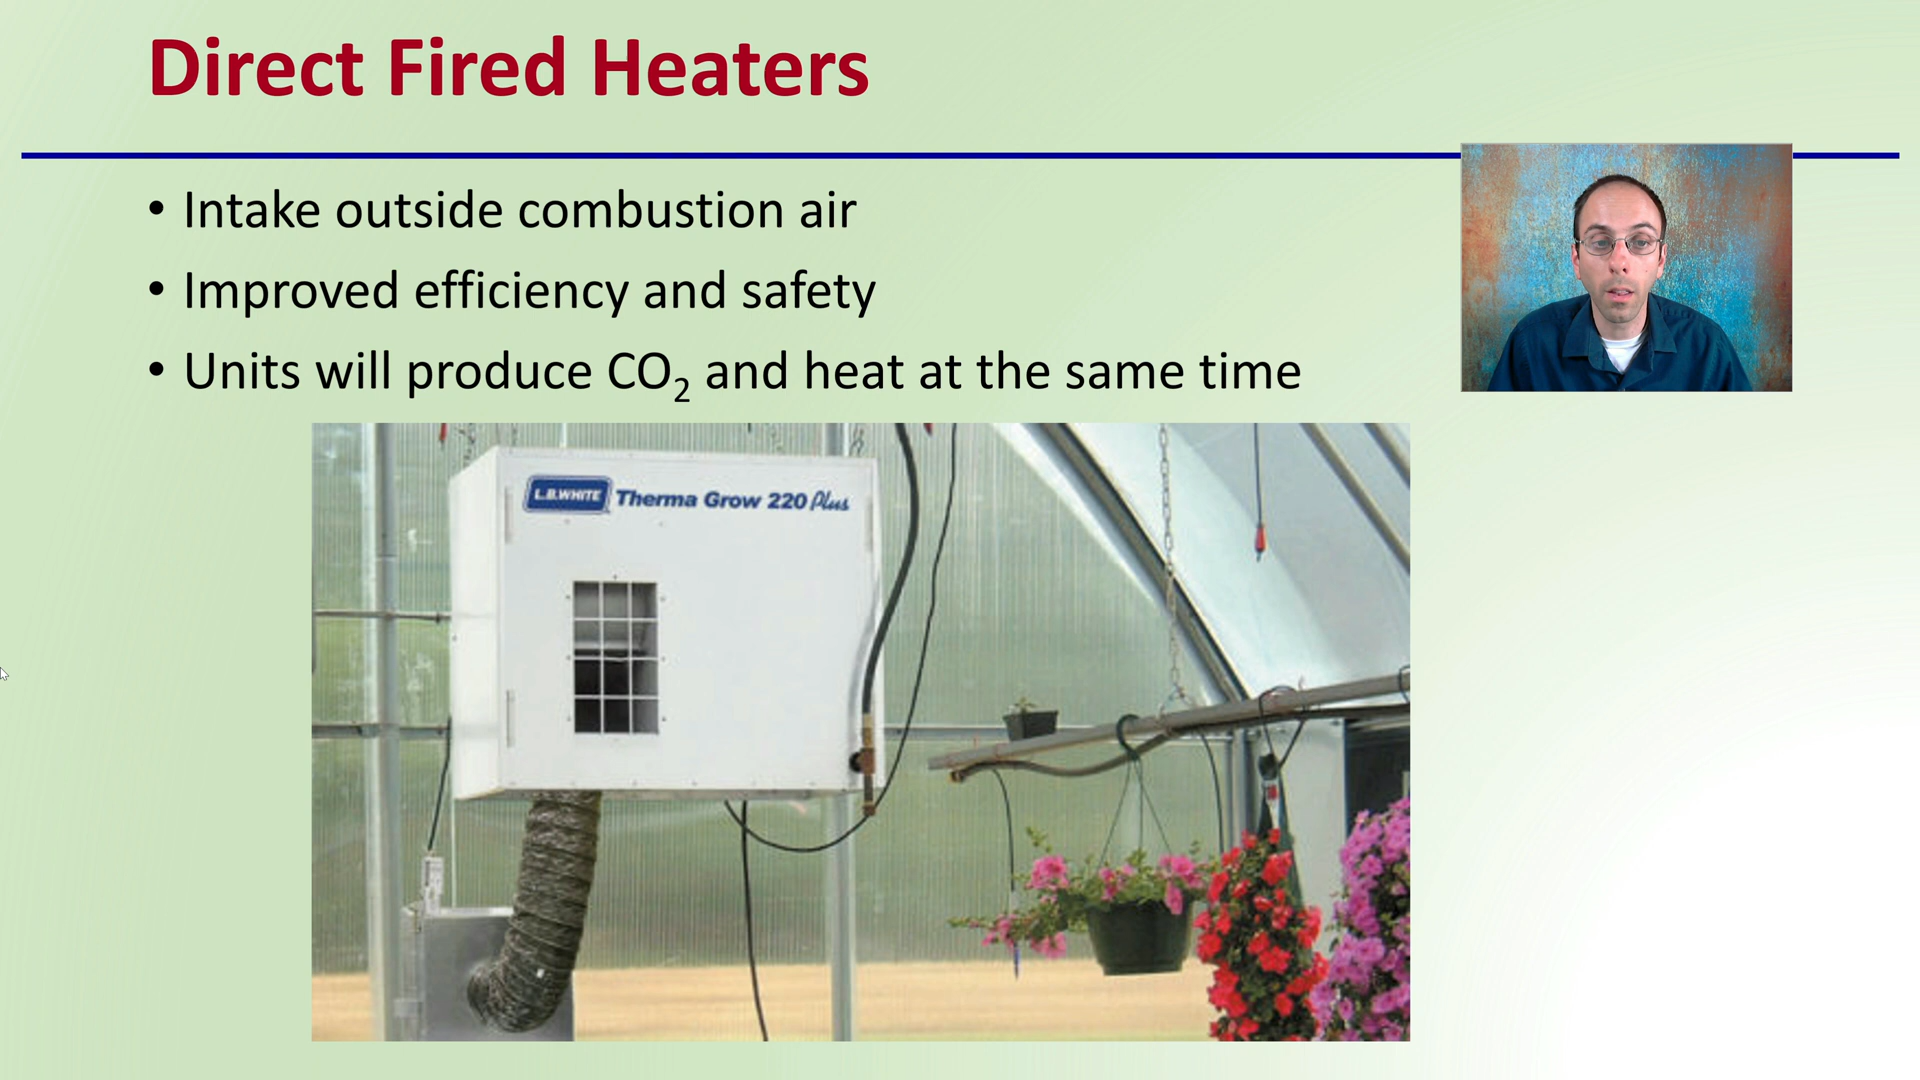 Direct Fired Heaters
• Intake outside combustion air
• Improved efficiency and safety
• Units will produce CO₂ and heat at the same time
L.B.WHITE Therma Grow 220 Plus